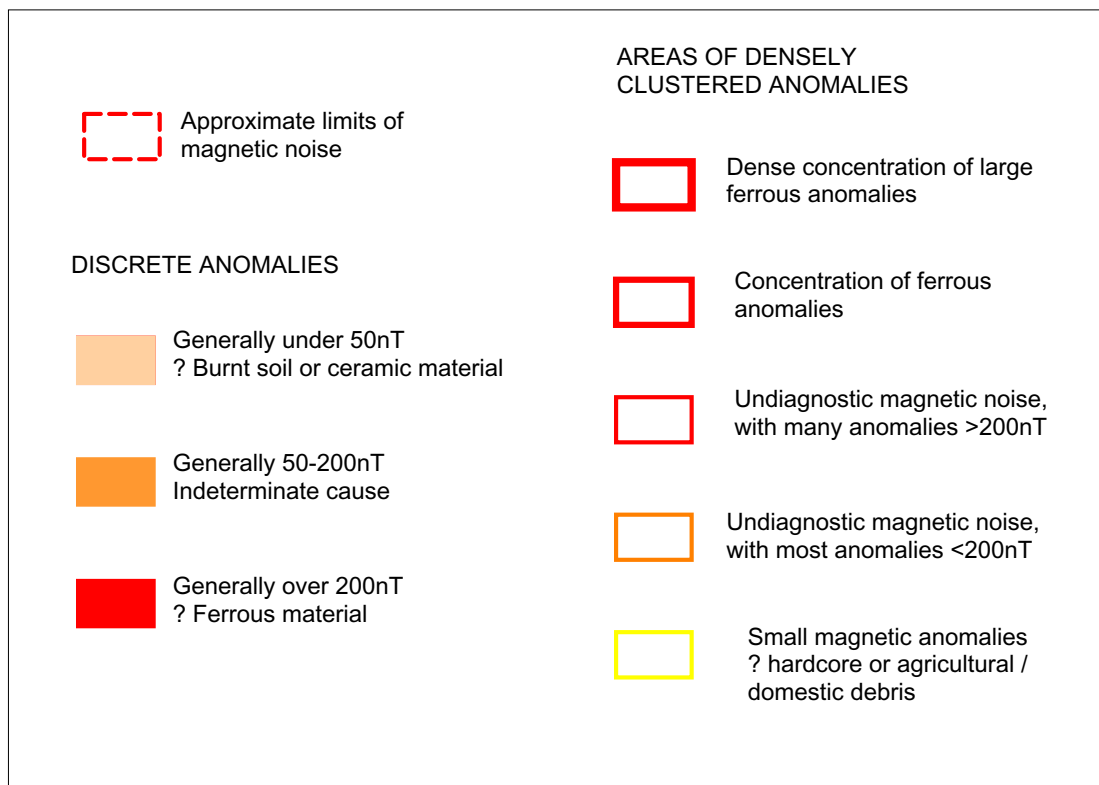 Approximate limits of
magnetic noise
DISCRETE ANOMALIES
Generally under 50nT
? Burnt soil or ceramic material
Generally 50-200nT
Indeterminate cause
Generally over 200nT
? Ferrous material
AREAS OF DENSELY
CLUSTERED ANOMALIES
Dense concentration of large
ferrous anomalies
Concentration of ferrous
anomalies
Undiagnostic magnetic noise,
with many anomalies >200nT
Undiagnostic magnetic noise,
with most anomalies <200nT
Small magnetic anomalies
? hardcore or agricultural /
domestic debris